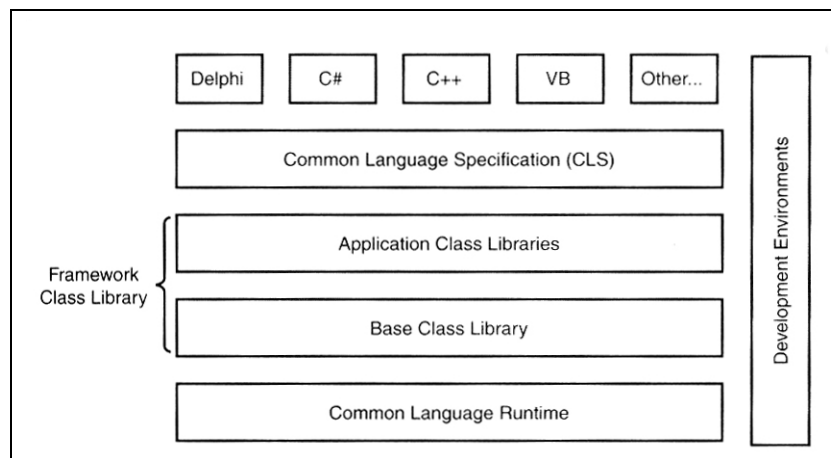 Delphi
C#
C++
VB
Other...
Common Language Specification (CLS)
Application Class Libraries
Framework
Class Library
Base Class Library
Common Language Runtime
Development Environments